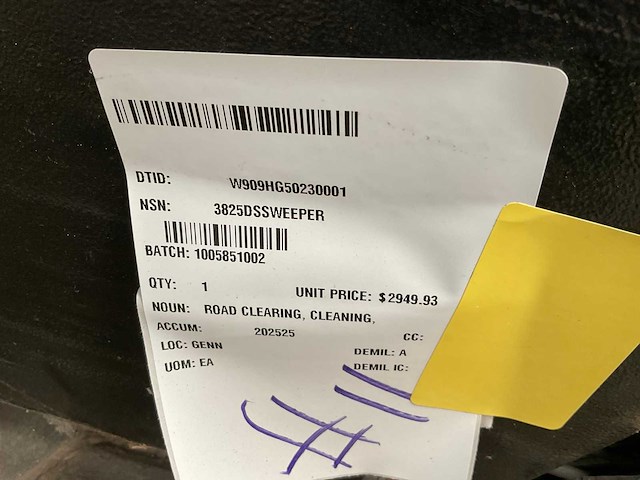 DTID: W909HG50230001
NSN: 3825DSSWEEPER
BATCH: 1005851002
QTY: 1 UNIT PRICE: $2949.93
NOUN: ROAD CLEARING, CLEANING,
ACCUM: 202525 CC:
LOC: GENN DEMIL: A
UOM: EA DEMIL IC: